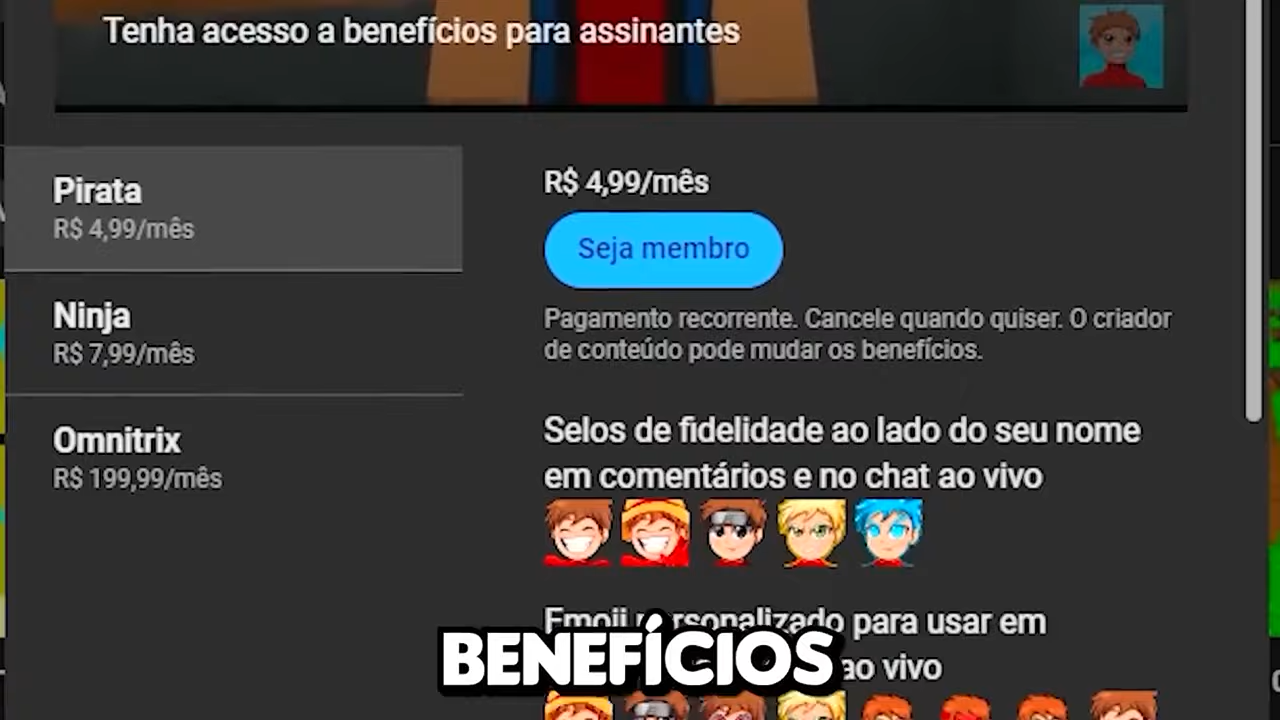 Tenha acesso a benefícios para assinantes
Pirata
R$ 4,99/mês
Ninja
R$ 7,99/mês
Omnitrix
R$ 199,99/mês
R$ 4,99/mês
Seja membro
Pagamento recorrente. Cancele quando quiser. O criador
de conteúdo pode mudar os benefícios.
Selos de fidelidade ao lado do seu nome
em comentários e no chat ao vivo
Emoji personalizado para usar em
ao vivo
BENEFÍCIOS